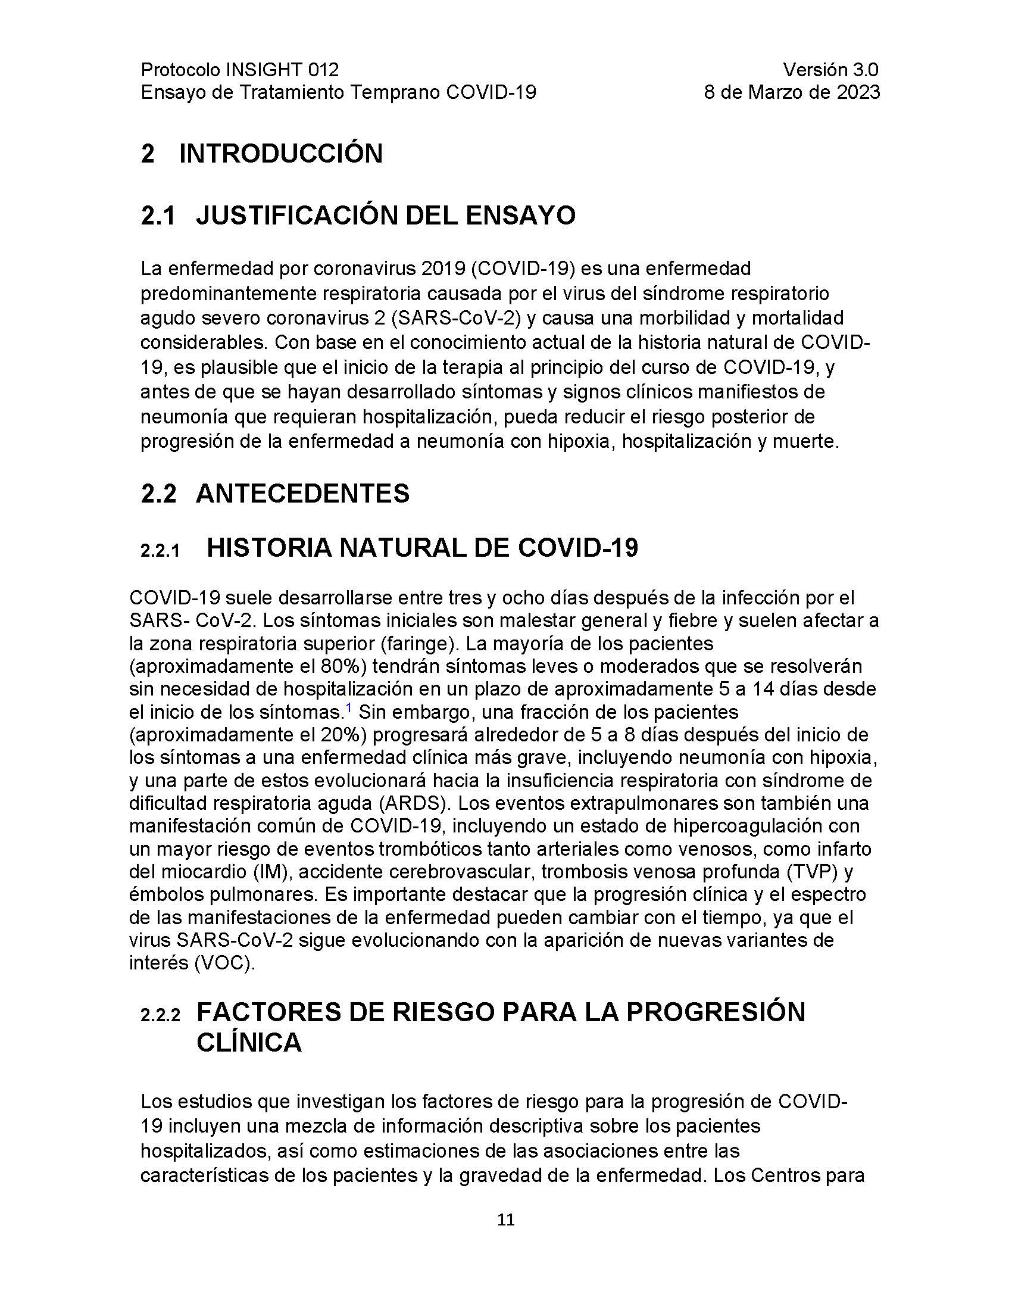 Protocolo INSIGHT 012 Versión 3.0
Ensayo de Tratamiento Temprano COVID-19 8 de Marzo de 2023
2 INTRODUCCIÓN
2.1 JUSTIFICACIÓN DEL ENSAYO
La enfermedad por coronavirus 2019 (COVID-19) es una enfermedad
predominantemente respiratoria causada por el virus del síndrome respiratorio
agudo severo coronavirus 2 (SARS-CoV-2) y causa una morbilidad y mortalidad
considerables. Con base en el conocimiento actual de la historia natural de COVID-
19, es plausible que el inicio de la terapia al principio del curso de COVID-19, y
antes de que se hayan desarrollado síntomas y signos clínicos manifiestos de
neumonía que requieran hospitalización, pueda reducir el riesgo posterior de
progresión de la enfermedad a neumonía con hipoxia, hospitalización y muerte.
2.2 ANTECEDENTES
2.2.1 HISTORIA NATURAL DE COVID-19
COVID-19 suele desarrollarse entre tres y ocho días después de la infección por el
SARS- CoV-2. Los síntomas iniciales son malestar general y fiebre y suelen afectar a
la zona respiratoria superior (faringe). La mayoría de los pacientes
(aproximadamente el 80%) tendrán síntomas leves o moderados que se resolverán
sin necesidad de hospitalización en un plazo de aproximadamente 5 a 14 días desde
el inicio de los síntomas.1 Sin embargo, una fracción de los pacientes
(aproximadamente el 20%) progresará alrededor de 5 a 8 días después del inicio de
los síntomas a una enfermedad clínica más grave, incluyendo neumonía con hipoxia,
y una parte de estos evolucionará hacia la insuficiencia respiratoria con síndrome de
dificultad respiratoria aguda (ARDS). Los eventos extrapulmonares son también una
manifestación común de COVID-19, incluyendo un estado de hipercoagulación con
un mayor riesgo de eventos trombóticos tanto arteriales como venosos, como infarto
del miocardio (IM), accidente cerebrovascular, trombosis venosa profunda (TVP) y
émbolos pulmonares. Es importante destacar que la progresión clínica y el espectro
de las manifestaciones de la enfermedad pueden cambiar con el tiempo, ya que el
virus SARS-CoV-2 sigue evolucionando con la aparición de nuevas variantes de
interés (VOC).
2.2.2 FACTORES DE RIESGO PARA LA PROGRESIÓN
CLÍNICA
Los estudios que investigan los factores de riesgo para la progresión de COVID-
19 incluyen una mezcla de información descriptiva sobre los pacientes
hospitalizados, así como estimaciones de las asociaciones entre las
características de los pacientes y la gravedad de la enfermedad. Los Centros para
11